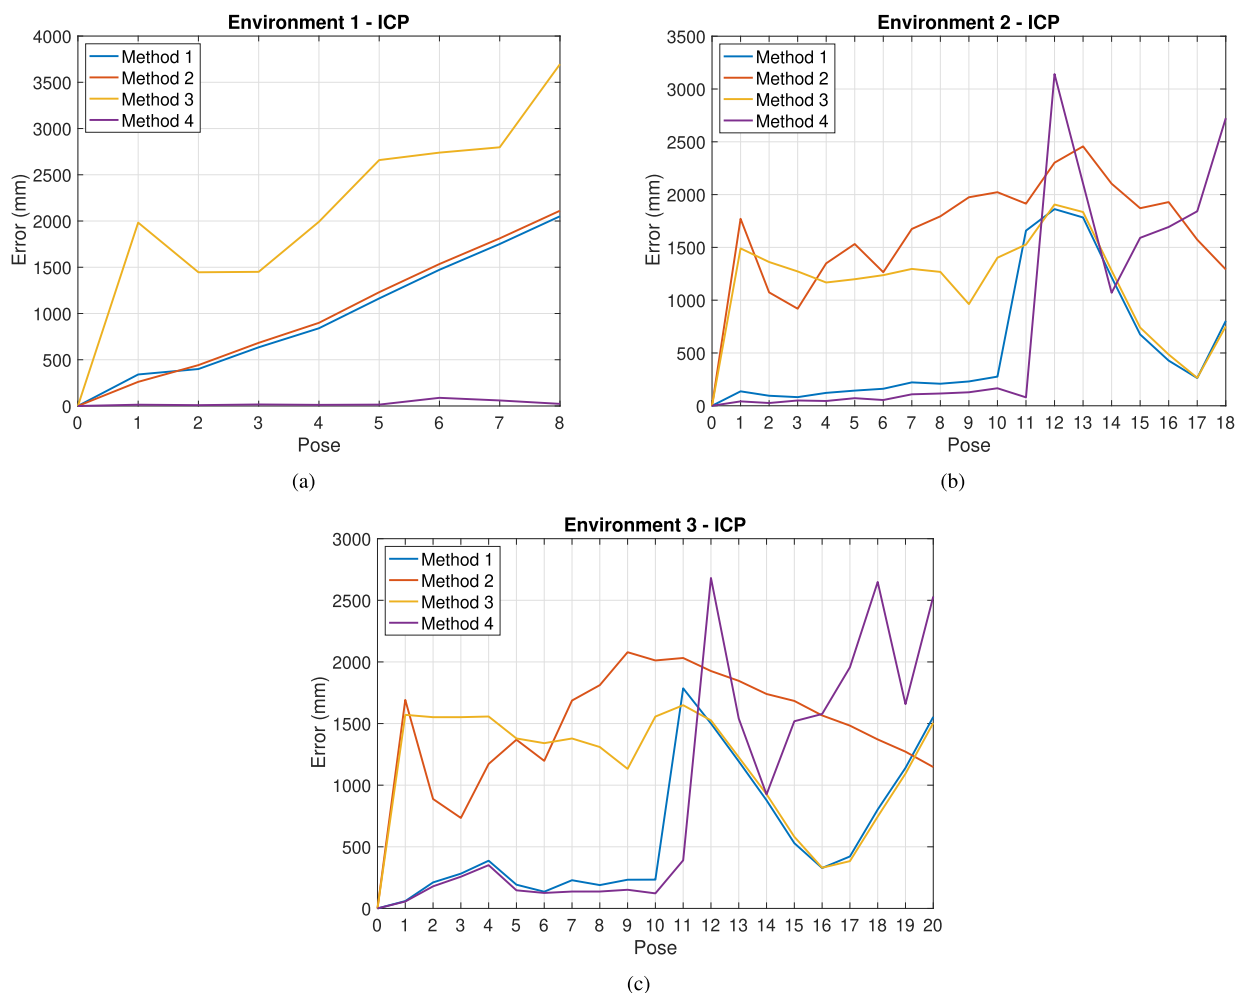 Environment 1 - ICP
4000
3500
3000
2500
2000
1500
1000
500
0
Error (mm)
Method 1
Method 2
Method 3
Method 4
0 1 2 3 4 5 6 7 8
Pose
(a)
Environment 2 - ICP
3500
3000
2500
2000
1500
1000
500
0
Error (mm)
Method 1
Method 2
Method 3
Method 4
0 1 2 3 4 5 6 7 8 9 10 11 12 13 14 15 16 17 18
Pose
(b)
Environment 3 - ICP
3000
2500
2000
1500
1000
500
0
Error (mm)
Method 1
Method 2
Method 3
Method 4
0 1 2 3 4 5 6 7 8 9 10 11 12 13 14 15 16 17 18 19 20
Pose
(c)